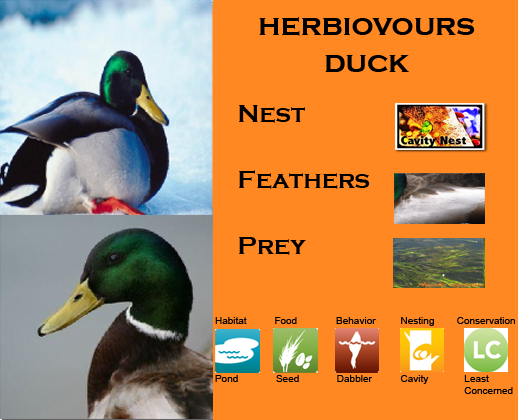 HERBIOVOURS
DUCK
NEST
Cavity Nest
FEATHERS
PREY
Habitat Food Behavior Nesting Conservation
LC
Pond Seed Dabbler Cavity Least
Concerned